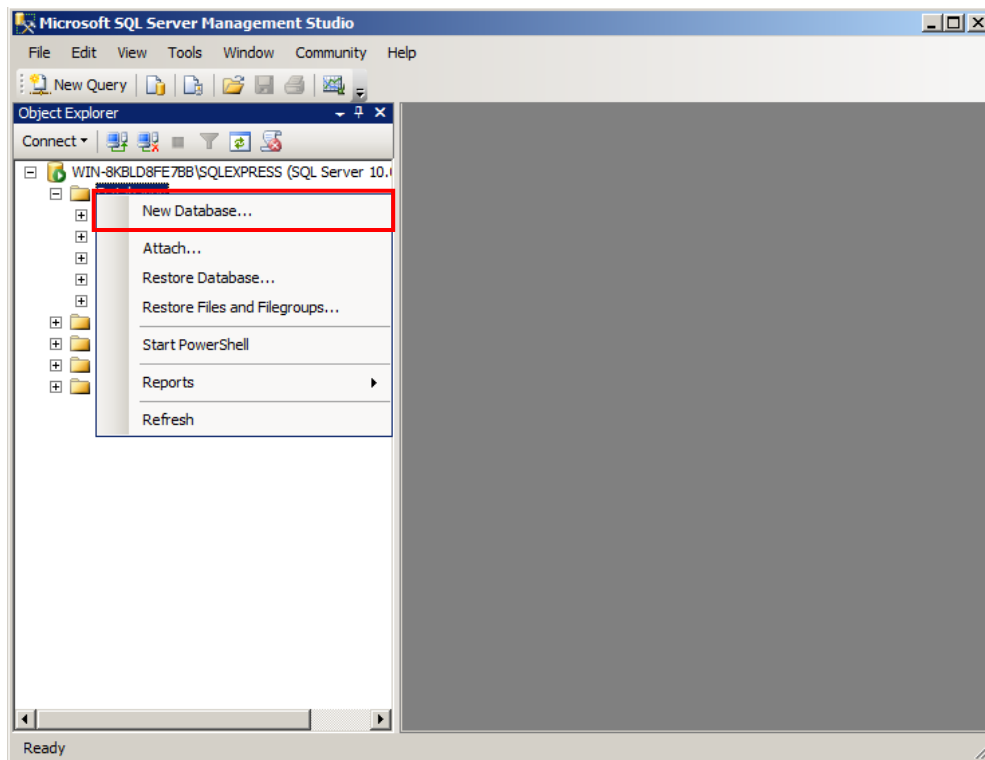 Microsoft SQL Server Management Studio
File Edit View Tools Window Community Help
New Query
Object Explorer
Connect
WIN-8KBLD8FE7BB\SQLEXPRESS (SQL Server 10.
New Database...
Attach...
Restore Database...
Restore Files and Filegroups...
Start PowerShell
Reports
Refresh
Ready